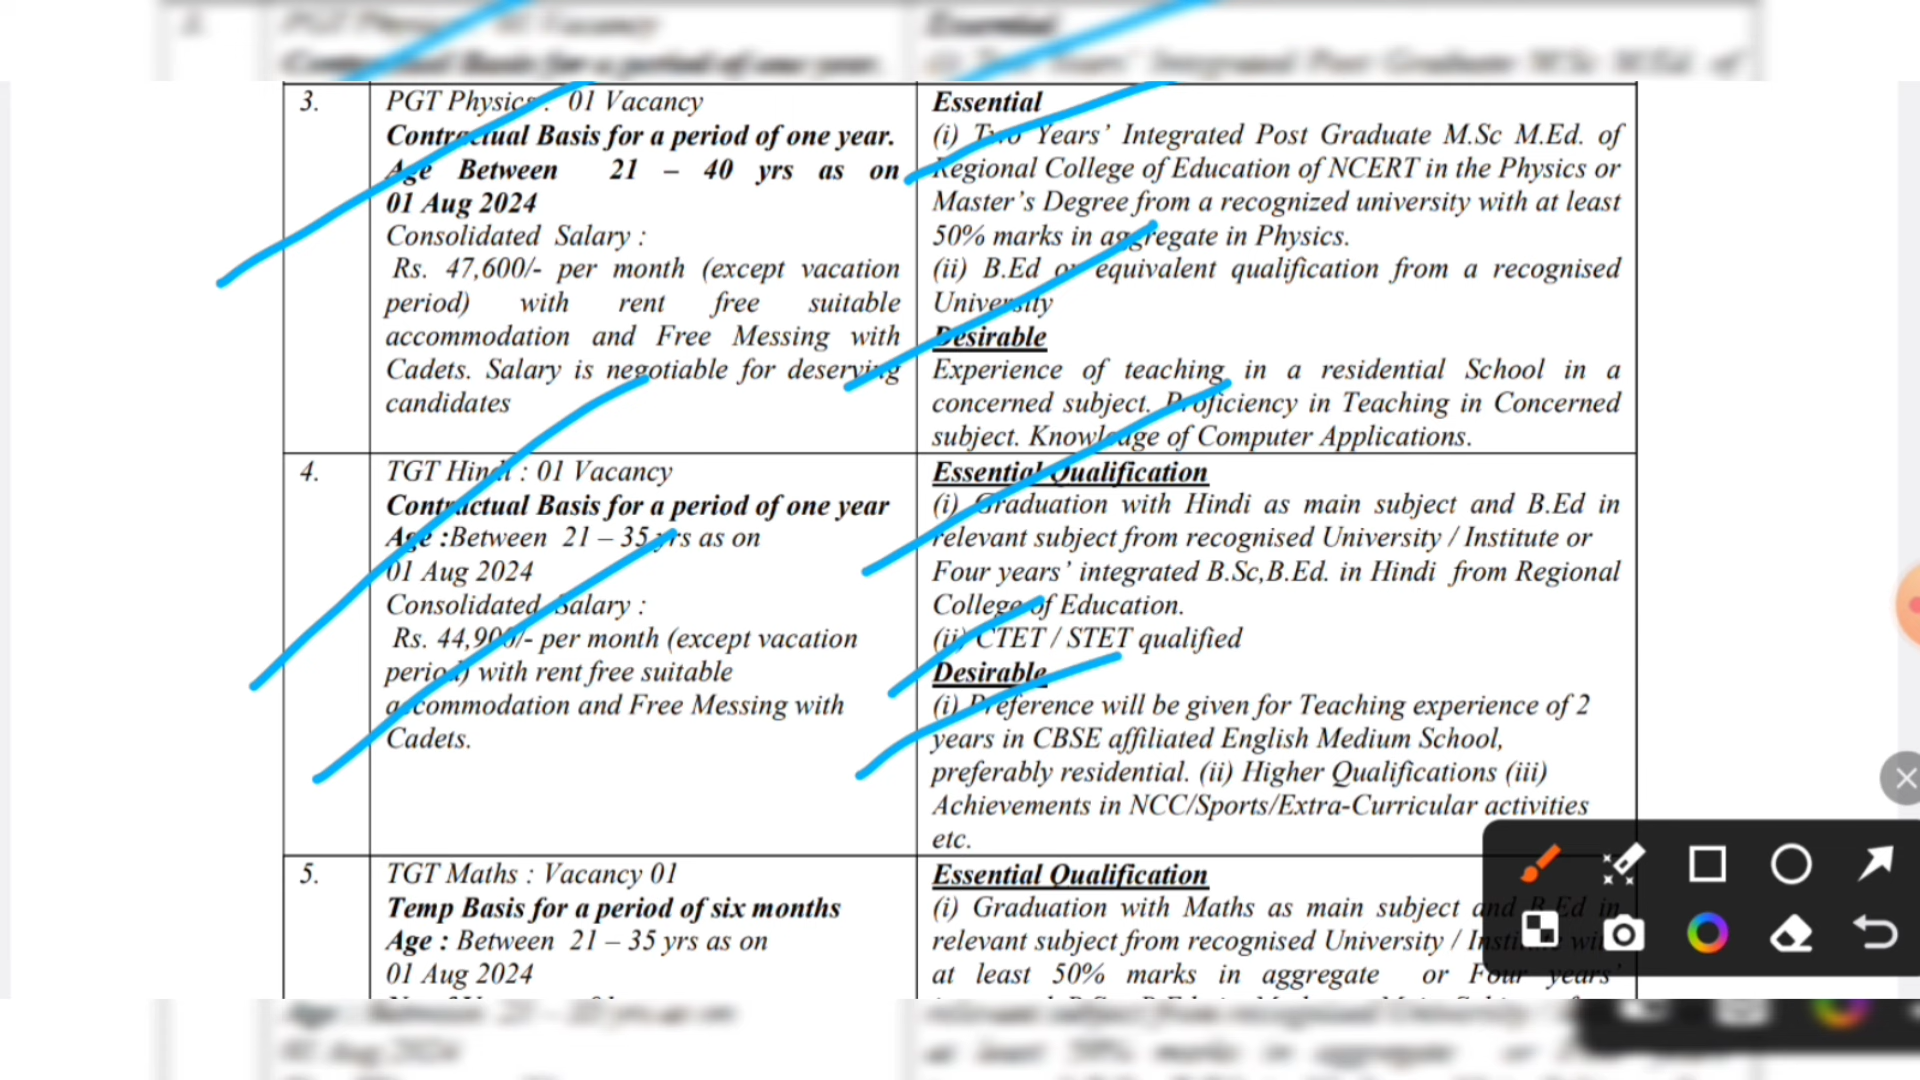 3.
PGT Physics : 01 Vacancy
Contractual Basis for a period of one year.
Age Between 21 – 40 yrs as on
01 Aug 2024
Consolidated Salary :
Rs. 47,600/- per month (except vacation
period) with rent free suitable
accommodation and Free Messing with
Cadets. Salary is negotiable for deserving
candidates
Essential
(i) Two Years’ Integrated Post Graduate M.Sc M.Ed. of
Regional College of Education of NCERT in the Physics or
Master’s Degree from a recognized university with at least
50% marks in aggregate in Physics.
(ii) B.Ed or equivalent qualification from a recognised
University
Desirable
Experience of teaching in a residential School in a
concerned subject. Proficiency in Teaching in Concerned
subject. Knowledge of Computer Applications.
4.
TGT Hindi : 01 Vacancy
Contractual Basis for a period of one year
Age :Between 21 – 35 yrs as on
01 Aug 2024
Consolidated Salary :
Rs. 44,900/- per month (except vacation
period) with rent free suitable
accommodation and Free Messing with
Cadets.
Essential Qualification
(i) Graduation with Hindi as main subject and B.Ed in
relevant subject from recognised University / Institute or
Four years’ integrated B.Sc,B.Ed. in Hindi from Regional
College of Education.
(ii) CTET / STET qualified
Desirable
(i) Preference will be given for Teaching experience of 2
years in CBSE affiliated English Medium School,
preferably residential. (ii) Higher Qualifications (iii)
Achievements in NCC/Sports/Extra-Curricular activities
etc.
5.
TGT Maths : Vacancy 01
Temp Basis for a period of six months
Age : Between 21 – 35 yrs as on
01 Aug 2024
Essential Qualification
(i) Graduation with Maths as main subject and B.Ed in
relevant subject from recognised University / Institute with
at least 50% marks in aggregate or Four years’